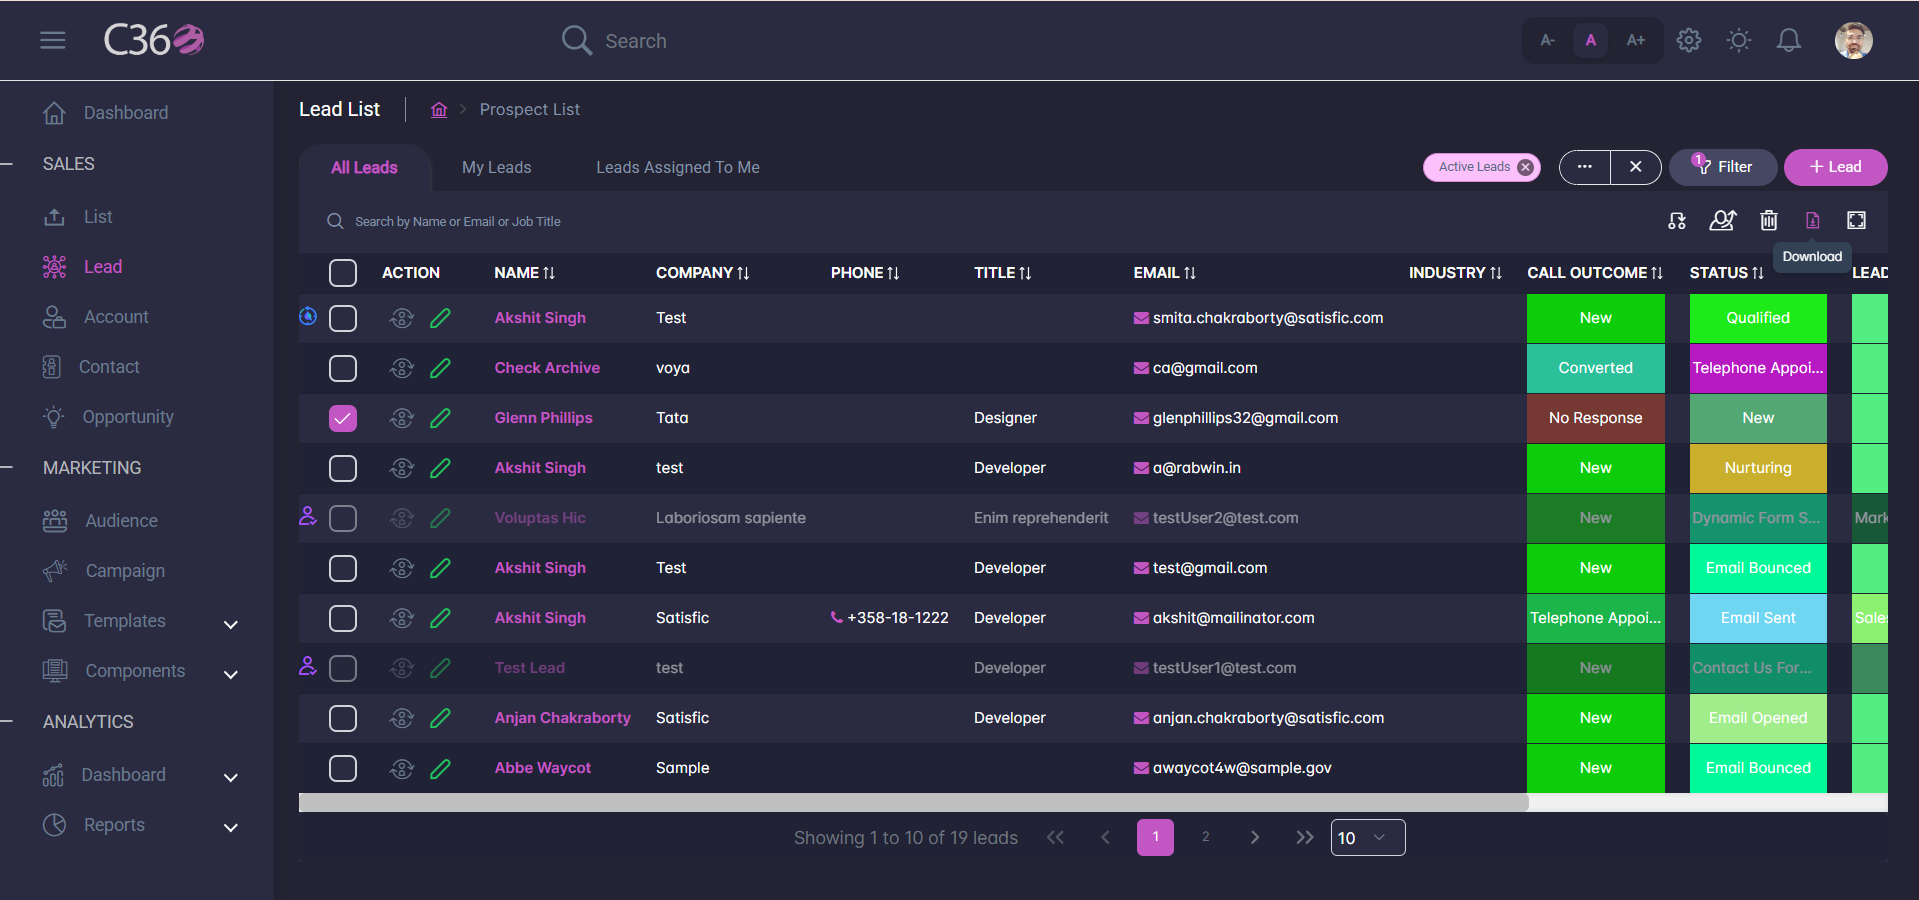 C360
Search
A- A A+
Dashboard
SALES
List
Lead
Account
Contact
Opportunity
MARKETING
Audience
Campaign
Templates
Components
ANALYTICS
Dashboard
Reports
Lead List Prospect List
All Leads My Leads Leads Assigned To Me Active Leads ... 1 Filter + Lead
Search by Name or Email or Job Title
Download
ACTION NAME COMPANY PHONE TITLE EMAIL INDUSTRY CALL OUTCOME STATUS LEAD
Akshit Singh Test smita.chakraborty@satisfic.com New Qualified
Check Archive voya ca@gmail.com Converted Telephone Appoi...
Glenn Phillips Tata Designer glenphillips32@gmail.com No Response New
Akshit Singh test Developer a@rabwin.in New Nurturing
Voluptas Hic Laboriosam sapiente Enim reprehenderit testUser2@test.com New Dynamic Form S... Mark
Akshit Singh Test Developer test@gmail.com New Email Bounced
Akshit Singh Satisfic +358-18-1222 Developer akshit@mailinator.com Telephone Appoi... Email Sent Sales
Test Lead test Developer testUser1@test.com New Contact Us For...
Anjan Chakraborty Satisfic Developer anjan.chakraborty@satisfic.com New Email Opened
Abbe Waycot Sample awaycot4w@sample.gov New Email Bounced
Showing 1 to 10 of 19 leads 1 2 10